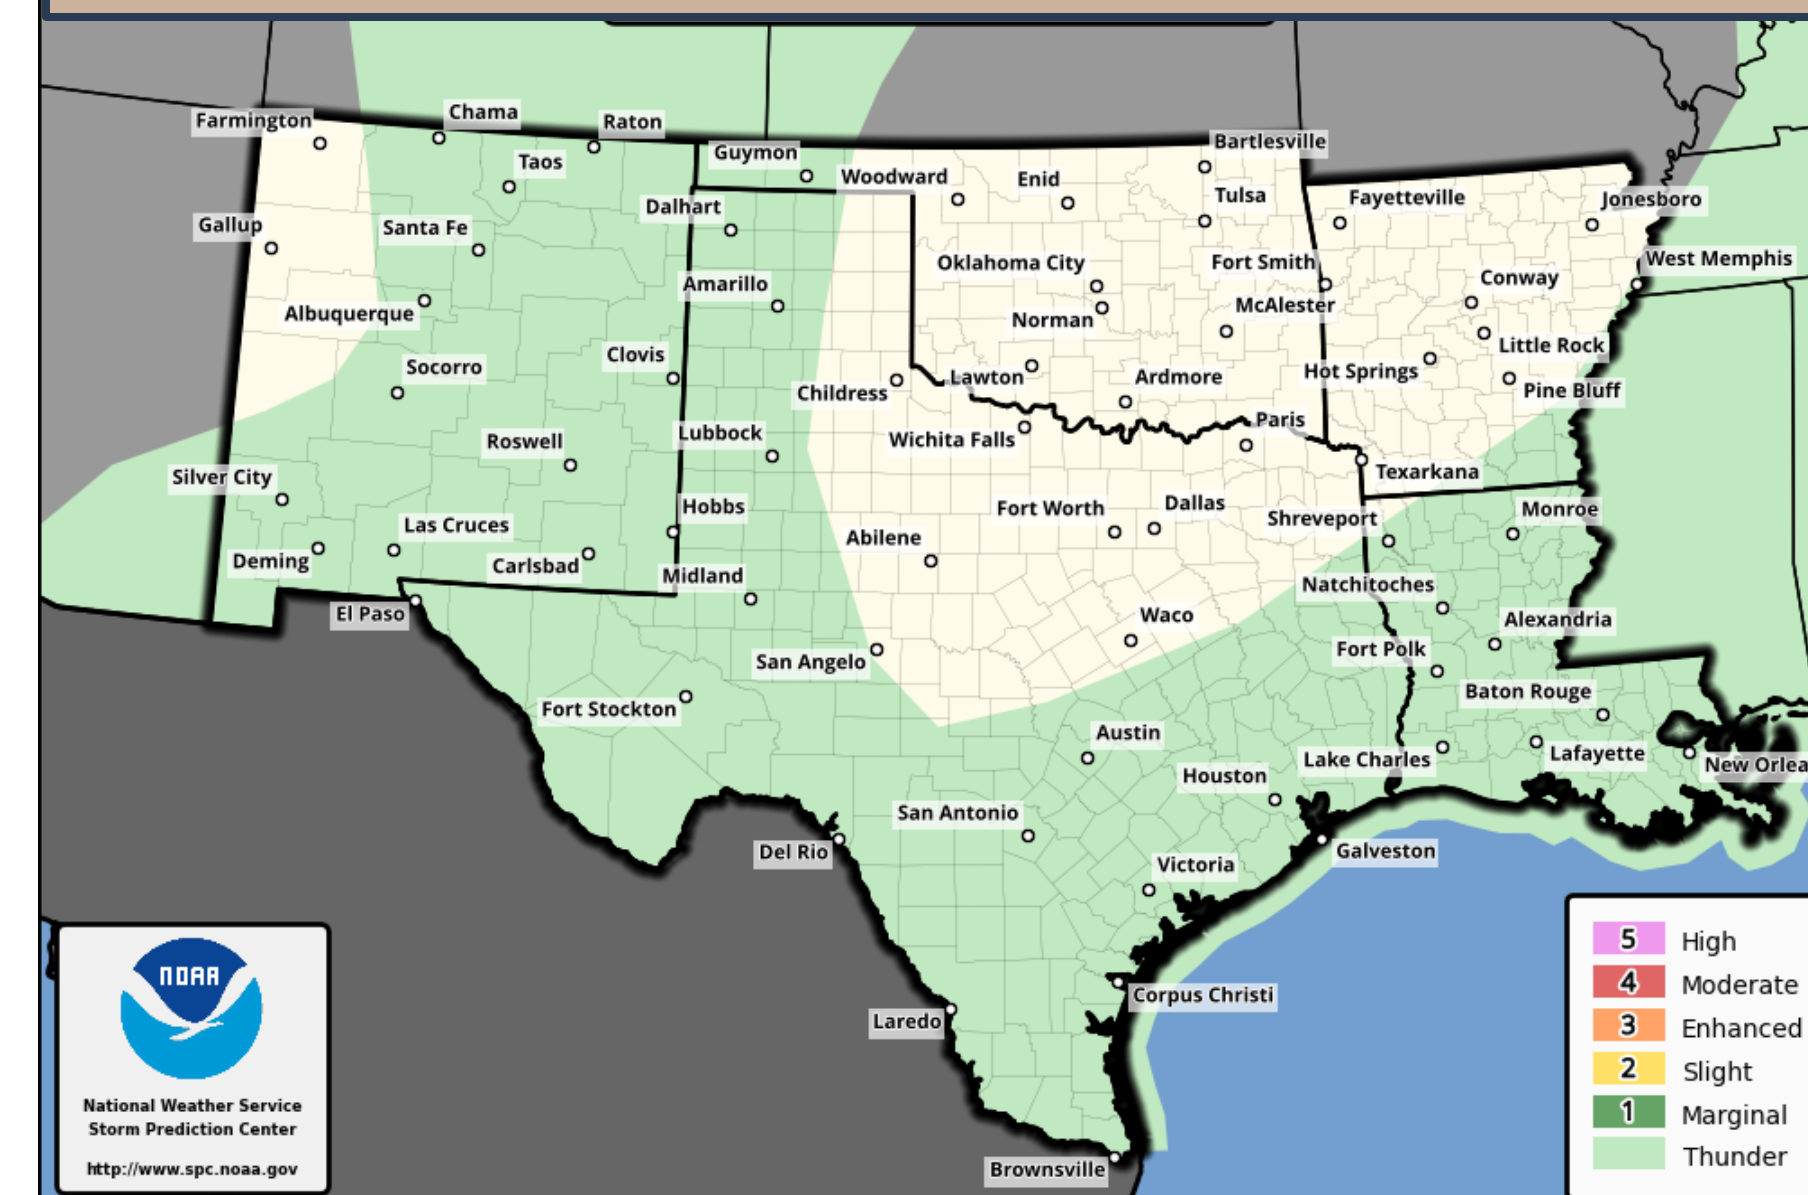 Farmington
Chama
Raton
Taos
Guymon
Woodward
Enid
Bartlesville
Tulsa
Fayetteville
Jonesboro
Gallup
Santa Fe
Dalhart
Oklahoma City
Fort Smith
West Memphis
Albuquerque
Amarillo
Norman
McAlester
Conway
Little Rock
Socorro
Clovis
Childress
Lawton
Ardmore
Hot Springs
Pine Bluff
Roswell
Lubbock
Wichita Falls
Paris
Texarkana
Silver City
Las Cruces
Hobbs
Abilene
Fort Worth
Dallas
Shreveport
Monroe
Deming
Carlsbad
Midland
Natchitoches
El Paso
Waco
Alexandria
San Angelo
Fort Polk
Fort Stockton
Baton Rouge
Austin
Lake Charles
Lafayette
New Orlea
Houston
San Antonio
Del Rio
Victoria
Galveston
Laredo
Corpus Christi
Brownsville
NOAA
National Weather Service
Storm Prediction Center
http://www.spc.noaa.gov
5 High
4 Moderate
3 Enhanced
2 Slight
1 Marginal
Thunder